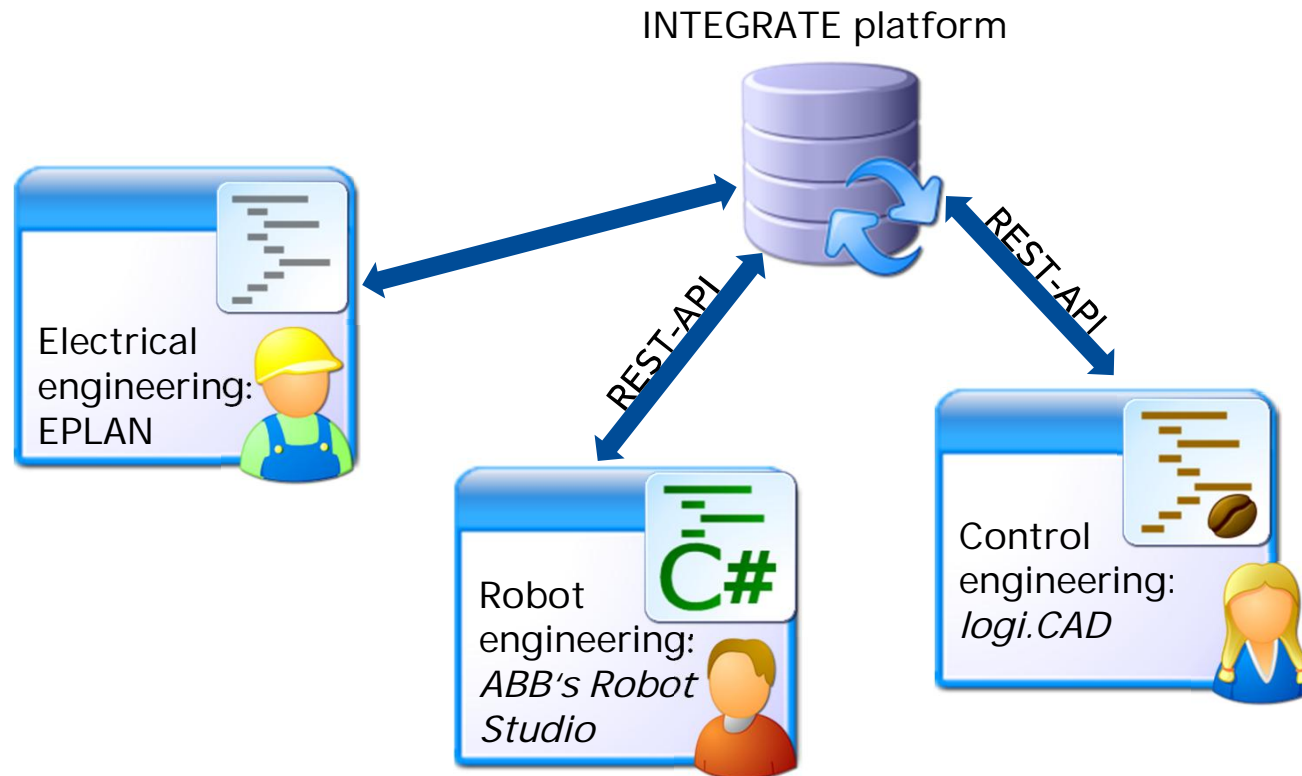 INTEGRATE platform
Electrical
engineering:
EPLAN
REST-API
REST-API
C#
Robot
engineering:
ABB‘s Robot
Studio
Control
engineering:
logi.CAD